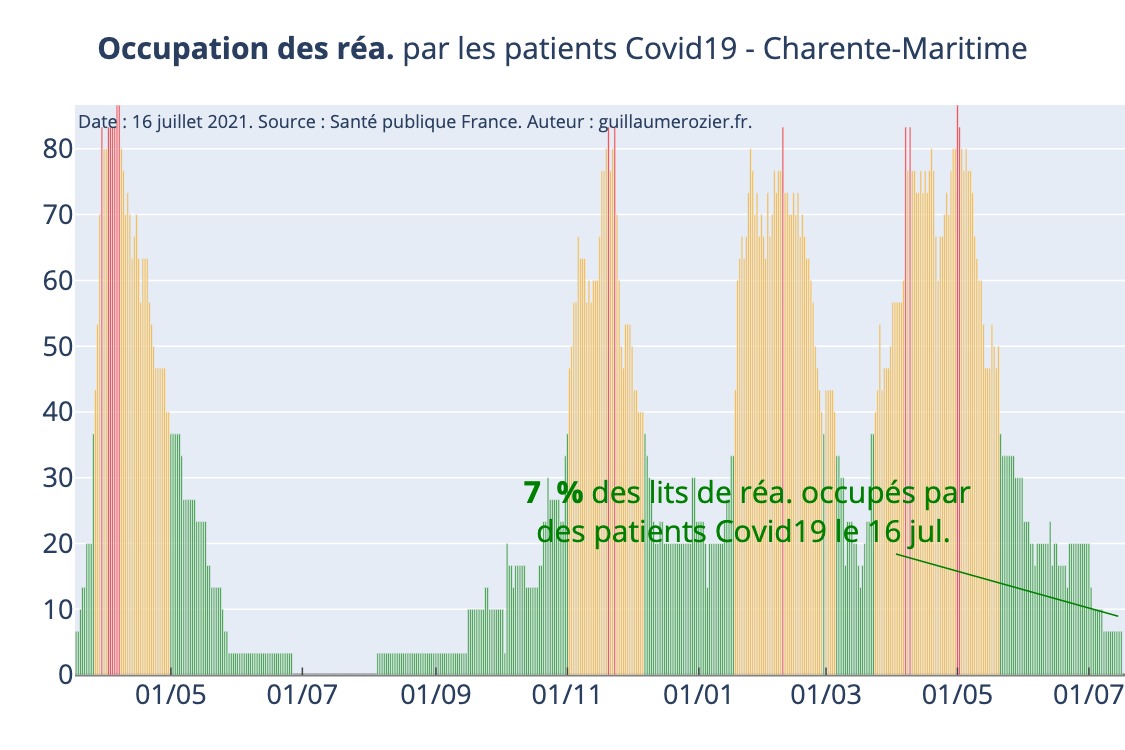 Occupation des réa. par les patients Covid19 - Charente-Maritime
Date : 16 juillet 2021. Source : Santé publique France. Auteur : guillaumerozier.fr.
80
70
60
50
40
30
20
10
0
7 % des lits de réa. occupés par
des patients Covid19 le 16 jul.
01/05 01/07 01/09 01/11 01/01 01/03 01/05 01/07